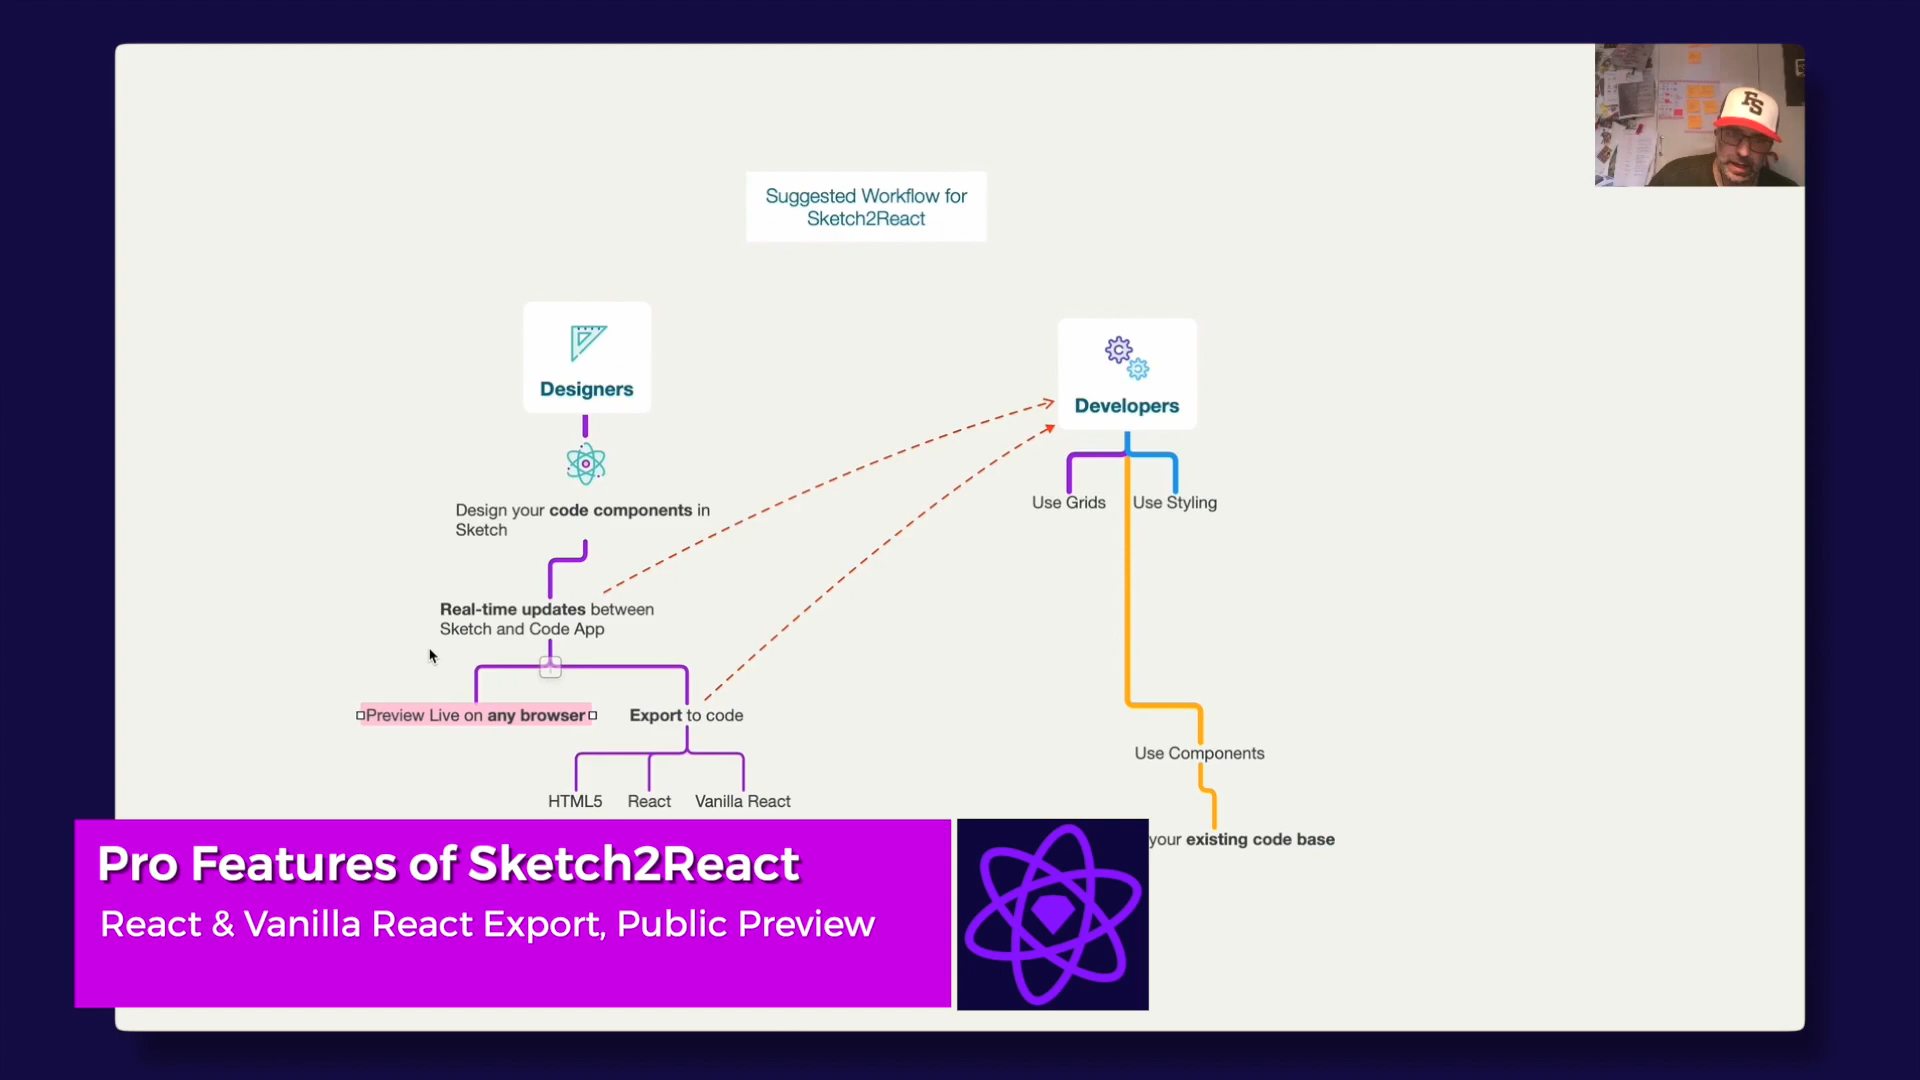 Suggested Workflow for
Sketch2React
Designers
Design your code components in
Sketch
Real-time updates between
Sketch and Code App
Preview Live on any browser
Export to code
HTML5
React
Vanilla React
Developers
Use Grids
Use Styling
Use Components
your existing code base
Pro Features of Sketch2React
React & Vanilla React Export, Public Preview
FS